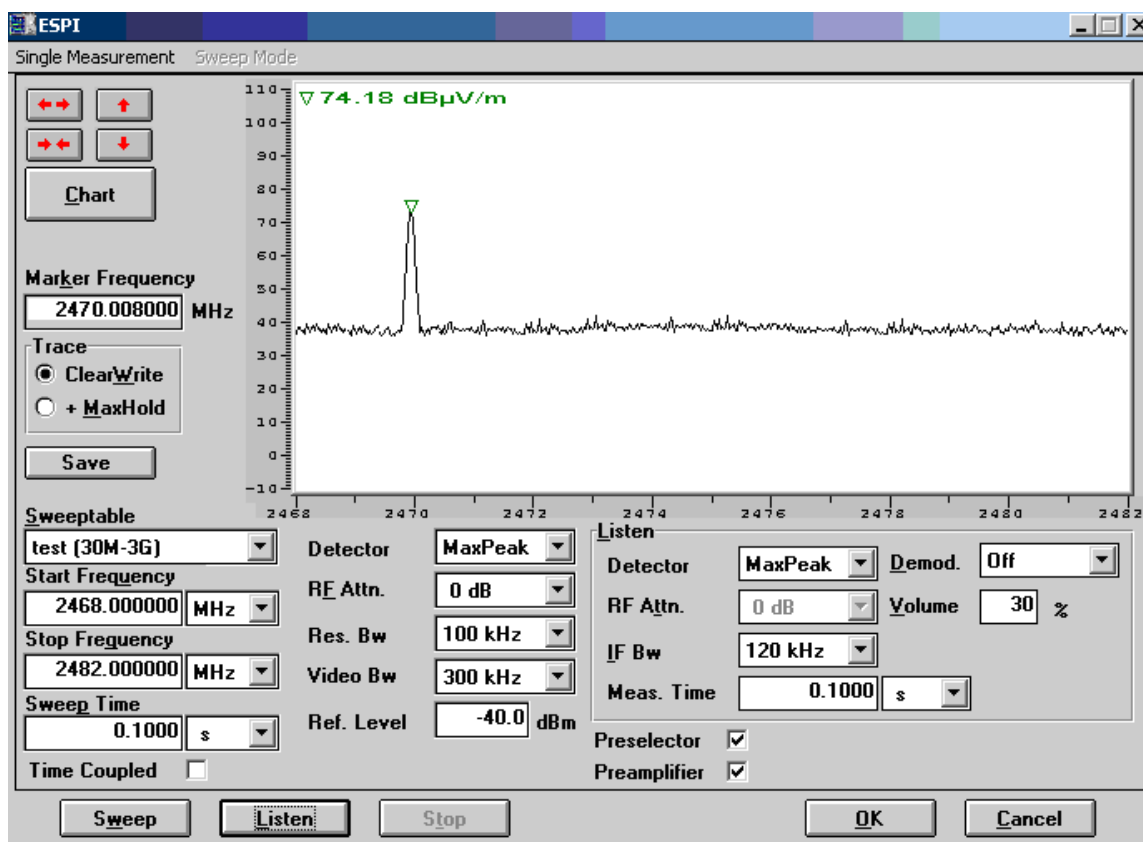 ESPI
Single Measurement Sweep Mode
74.18 dBµV/m
110
100
90
80
70
60
50
40
30
20
10
0
-10
2468 2470 2472 2474 2476 2478 2480 2482
Chart
Marker Frequency
2470.008000 MHz
Trace
ClearWrite
+ MaxHold
Save
Sweeptable
test (30M-3G)
Start Frequency
2468.000000 MHz
Stop Frequency
2482.000000 MHz
Sweep Time
0.1000 s
Time Coupled
Detector MaxPeak
RF Attn. 0 dB
Res. Bw 100 kHz
Video Bw 300 kHz
Ref. Level -40.0 dBm
Listen
Detector MaxPeak Demod. Off
RF Attn. 0 dB Volume 30 %
IF Bw 120 kHz
Meas. Time 0.1000 s
Preselector
Preamplifier
Sweep Listen Stop OK Cancel